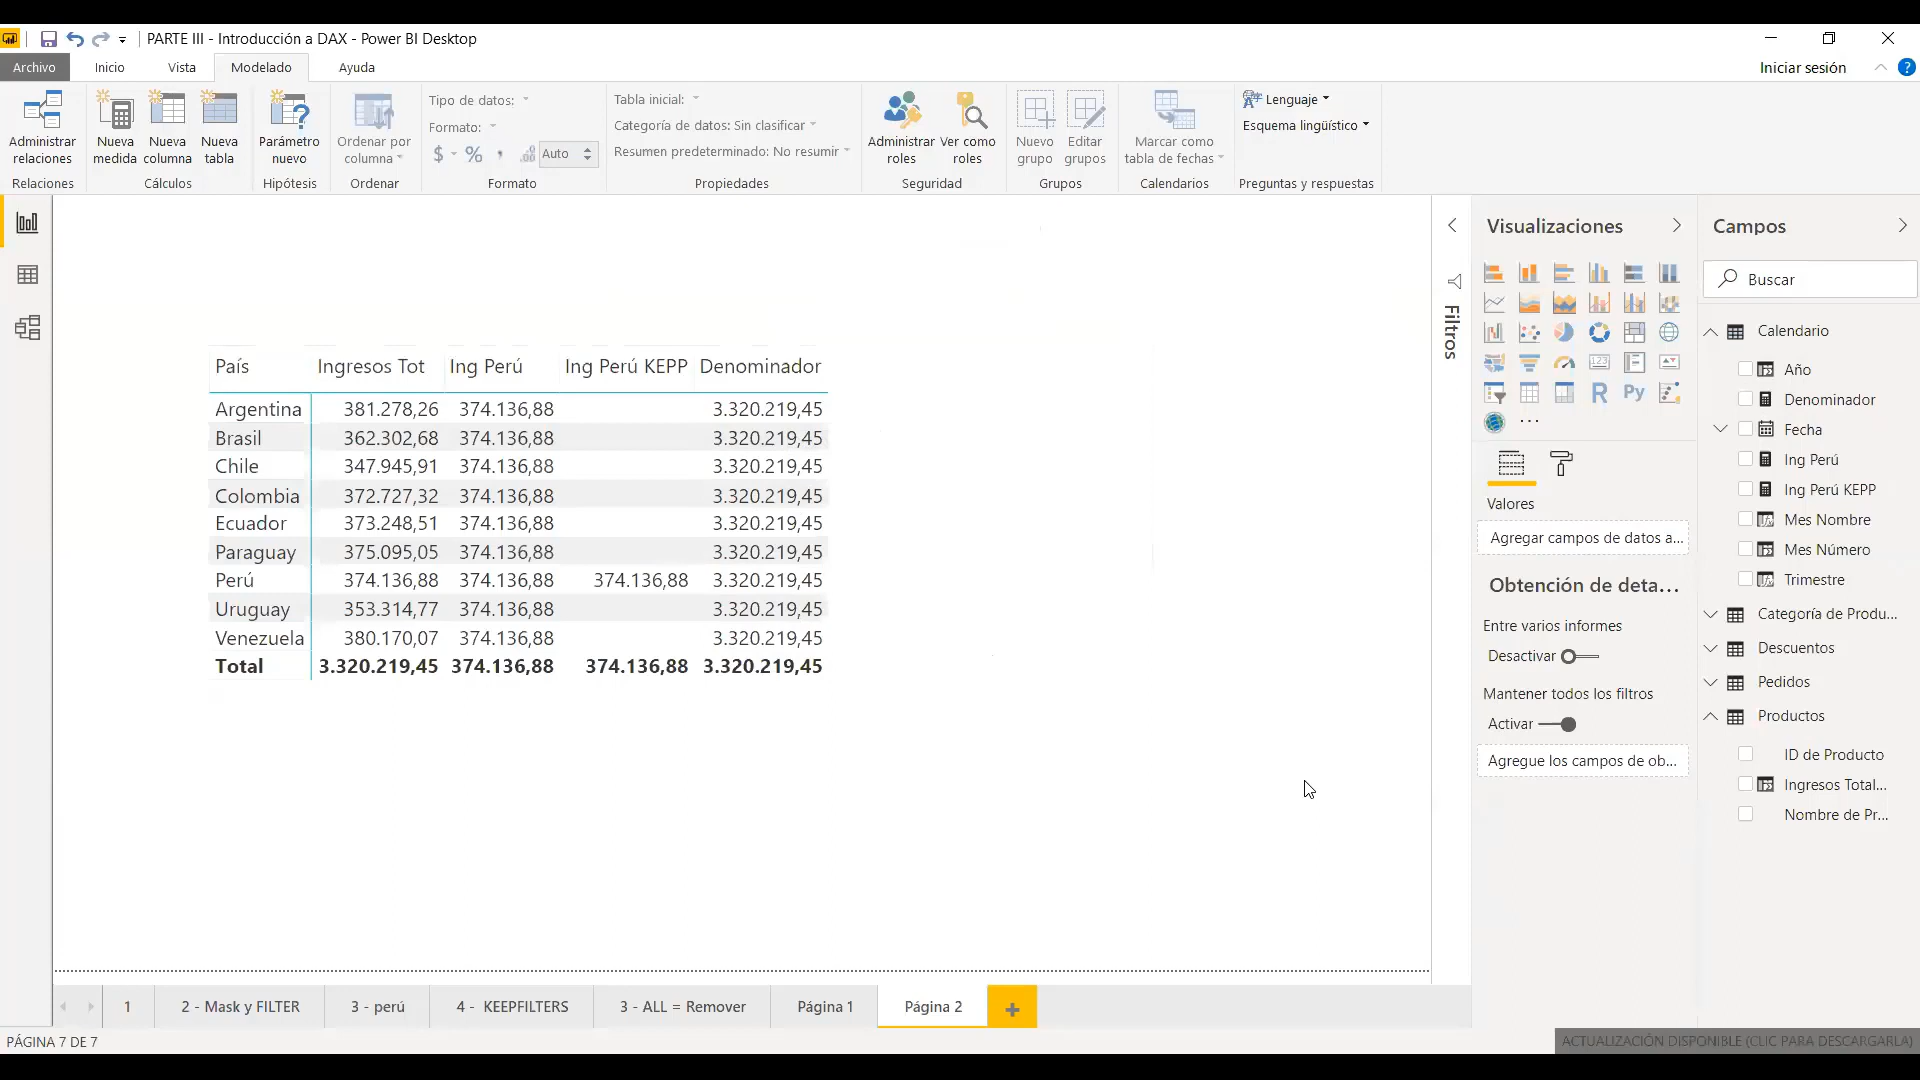 PARTE III - Introducción a DAX - Power BI Desktop
Archivo Inicio Vista Modelado Ayuda Iniciar sesión
Administrar relaciones
Relaciones
Nueva medida
Nueva columna
Nueva tabla
Cálculos
Parámetro nuevo
Hipótesis
Ordenar por columna
Ordenar
Tipo de datos:
Formato:
$ % , Auto
Formato
Tabla inicial:
Categoría de datos: Sin clasificar
Resumen predeterminado: No resumir
Propiedades
Administrar roles
Ver como roles
Seguridad
Nuevo grupo
Editar grupos
Grupos
Marcar como tabla de fechas
Calendarios
Lenguaje
Esquema lingüístico
Preguntas y respuestas
País Ingresos Tot Ing Perú Ing Perú KEPP Denominador
Argentina 381.278,26 374.136,88 3.320.219,45
Brasil 362.302,68 374.136,88 3.320.219,45
Chile 347.945,91 374.136,88 3.320.219,45
Colombia 372.727,32 374.136,88 3.320.219,45
Ecuador 373.248,51 374.136,88 3.320.219,45
Paraguay 375.095,05 374.136,88 3.320.219,45
Perú 374.136,88 374.136,88 374.136,88 3.320.219,45
Uruguay 353.314,77 374.136,88 3.320.219,45
Venezuela 380.170,07 374.136,88 3.320.219,45
Total 3.320.219,45 374.136,88 374.136,88 3.320.219,45
Filtros
Visualizaciones
123
R Py
...
Valores
Agregar campos de datos a...
Obtención de deta...
Entre varios informes
Desactivar
Mantener todos los filtros
Activar
Agregue los campos de ob...
Campos
Buscar
Calendario
Año
Denominador
Fecha
Ing Perú
Ing Perú KEPP
Mes Nombre
Mes Número
Trimestre
Categoría de Produ...
Descuentos
Pedidos
Productos
ID de Producto
Ingresos Total...
Nombre de Pr...
1 2 - Mask y FILTER 3 - perú 4 - KEEPFILTERS 3 - ALL = Remover Página 1 Página 2 +
PÁGINA 7 DE 7
ACTUALIZACIÓN DISPONIBLE (CLIC PARA DESCARGARLA)